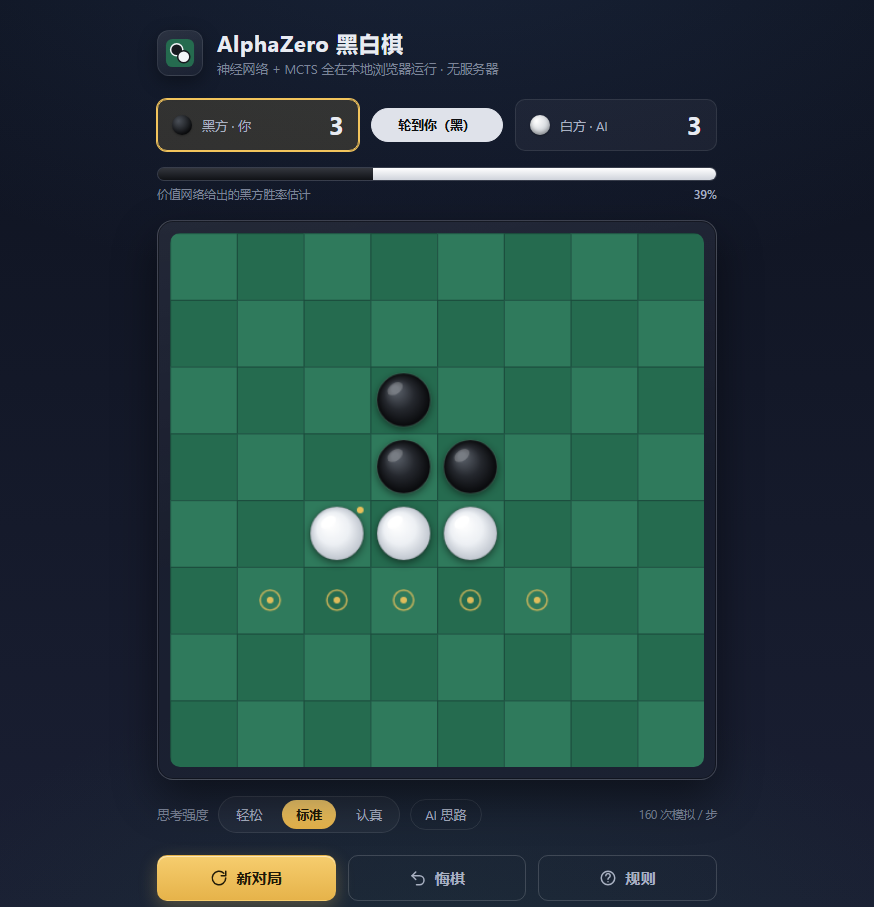 AlphaZero 黑白棋
神经网络 + MCTS 全在本地浏览器运行 · 无服务器
黑方 · 你
3
轮到你（黑）
白方 · AI
3
价值网络给出的黑方胜率估计
39%
思考强度
轻松
标准
认真
AI 思路
160 次模拟 / 步
新对局
悔棋
规则